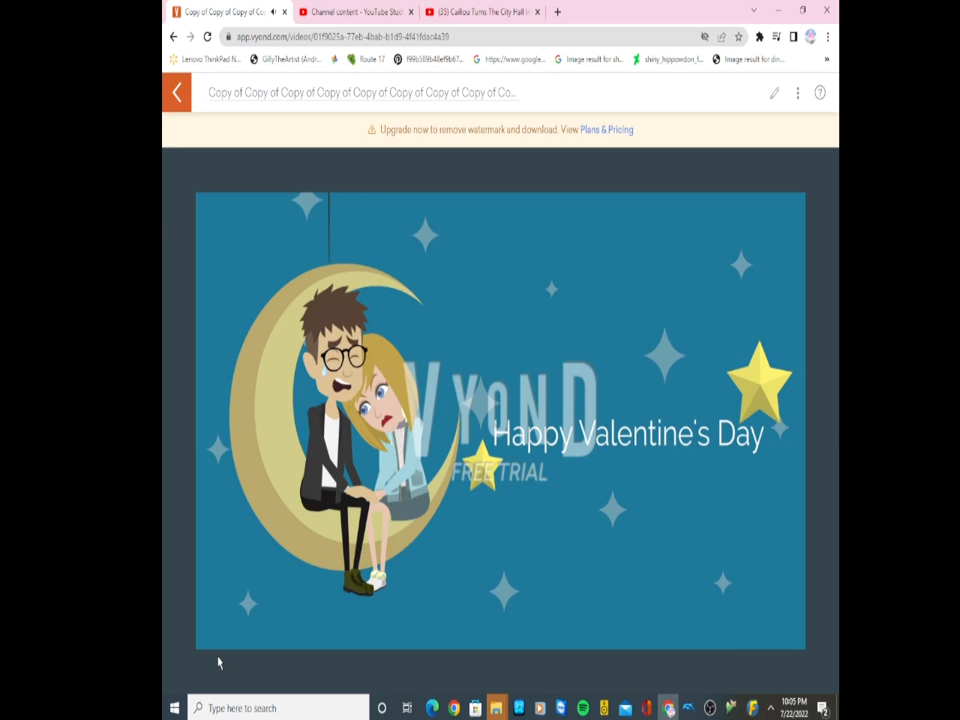 Copy of Copy of Copy of Co
Channel content - YouTube Stud
(35) Caillou Turns The City Hall In
app.vyond.com/videos/01f9025a-77eb-4bab-b1d9-4f41fdac4a39
Lenovo ThinkPad N...
GillyTheArtist (Andr...
Route 17
f99b589b48ef9b67...
https://www.google...
Image result for sh...
shiny_hippowdon_f...
Image result for din...
Copy of Copy of Copy of Copy of Copy of Copy of Copy of Copy of Co...
Upgrade now to remove watermark and download. View Plans & Pricing
VYOND
FREE TRIAL
Happy Valentine's Day
Type here to search
10:05 PM
7/22/2022